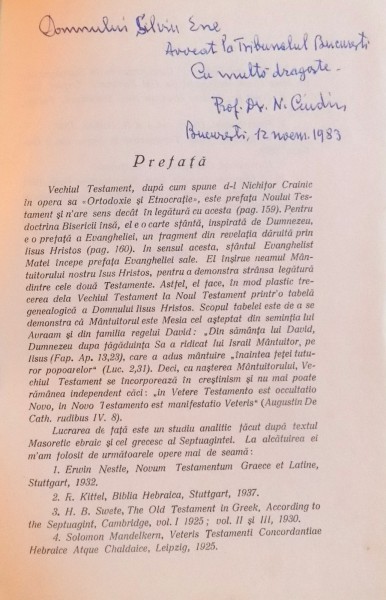 Domnului Silviu Ene
Avocat la Tribunalul București
Cu multă dragoste.
Prof. Dr. N. Ciudin
București, 12 noem. 1983
Prefață
Vechiul Testament, după cum spune d-l Nichifor Crainic
în opera sa «Ortodoxie și Etnocrație», este prefața Noului Tes-
tament și n'are sens decât în legătură cu acesta (pag. 159). Pentru
doctrina Bisericii însă, el e o carte sfântă, inspirată de Dumnezeu,
e o prefață a Evangheliei, un fragment din revelația dăruită prin
Iisus Hristos (pag. 160). In sensul acesta, sfântul Evanghelist
Matei începe prefața Evangheliei sale. El înșirue neamul Mân-
tuitorului nostru Isus Hristos, pentru a demonstra strânsa legătură
dintre cele două Testamente. Astfel, el face, în mod plastic tre-
cerea dela Vechiul Testament la Noul Testament printr'o tabelă
genealogică a Domnului Iisus Hristos. Scopul tabelei este de a se
demonstra că Mântuitorul este Mesia cel așteptat din seminția lui
Avraam și din familia regelui David: „Din sămânța lui David,
Dumnezeu după făgăduință Sa a ridicat lui Israil Mântuitor, pe
Iisus (Fap. Ap. 13,23), care a adus mântuire „înaintea feței tutu-
ror popoarelor“ (Luc. 2,31). Deci, cu nașterea Mântuitorului, Ve-
chiul Testament se incorporează în creștinism și nu mai poate
rămânea independent căci: „in Vetere Testamento est occultatio
Novo, in Novo Testamento est manifestatio Veteris“ (Augustin De
Cath. rudibus IV. 8).
Lucrarea de față este un studiu analitic făcut după textul
Masoretic ebraic și cel grecesc al Septuagintei. La alcătuirea ei
m'am folosit de următoarele opere mai de seamă:
1. Erwin Nestle, Novum Testamentum Graece et Latine,
Stuttgart, 1932.
2. R. Kittel, Biblia Hebraica, Stuttgart, 1937.
3, H. B. Swete, The Old Testament in Greek, According to
the Septuagint, Cambridge, vol. I 1925; vol. II și III, 1930.
4. Solomon Mandelkern, Veteris Testamenti Concordantiae
Hebraice Atque Chaldaice, Leipzig, 1925.